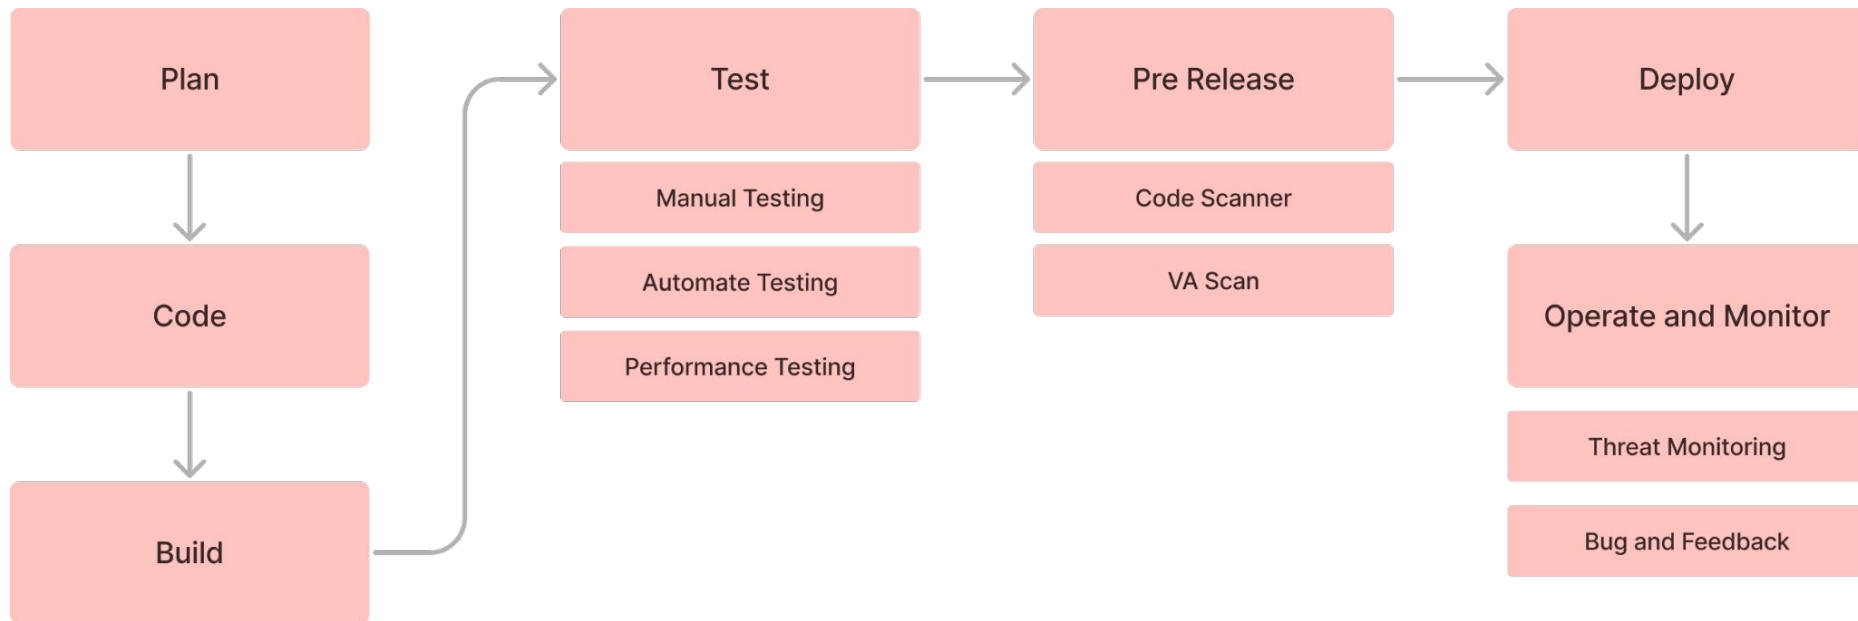 Plan
Code
Build
Test
Manual Testing
Automate Testing
Performance Testing
Pre Release
Code Scanner
VA Scan
Deploy
Operate and Monitor
Threat Monitoring
Bug and Feedback